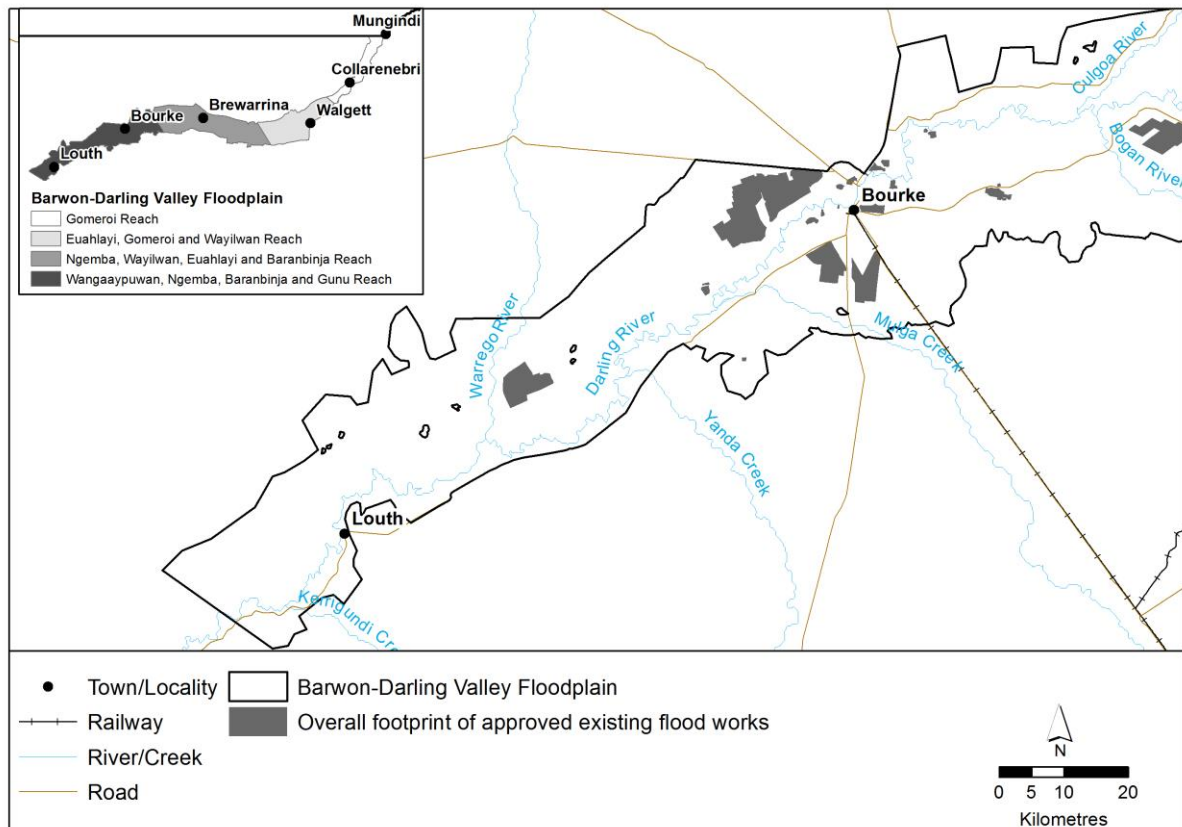 Mungindi
Collarenebri
Brewarrina
Walgett
Bourke
Louth
Barwon-Darling Valley Floodplain
Gomeroi Reach
Euahlayi, Gomeroi and Wayilwan Reach
Ngemba, Wayilwan, Euahlayi and Baranbinja Reach
Wangaaypuwan, Ngemba, Baranbinja and Gunu Reach
Culgoa River
Bogan River
Bourke
Warrego River
Darling River
Mulga Creek
Yanda Creek
Louth
Kerrigundi Cre
Town/Locality
Barwon-Darling Valley Floodplain
Railway
Overall footprint of approved existing flood works
River/Creek
Road
N
0 5 10 20
Kilometres